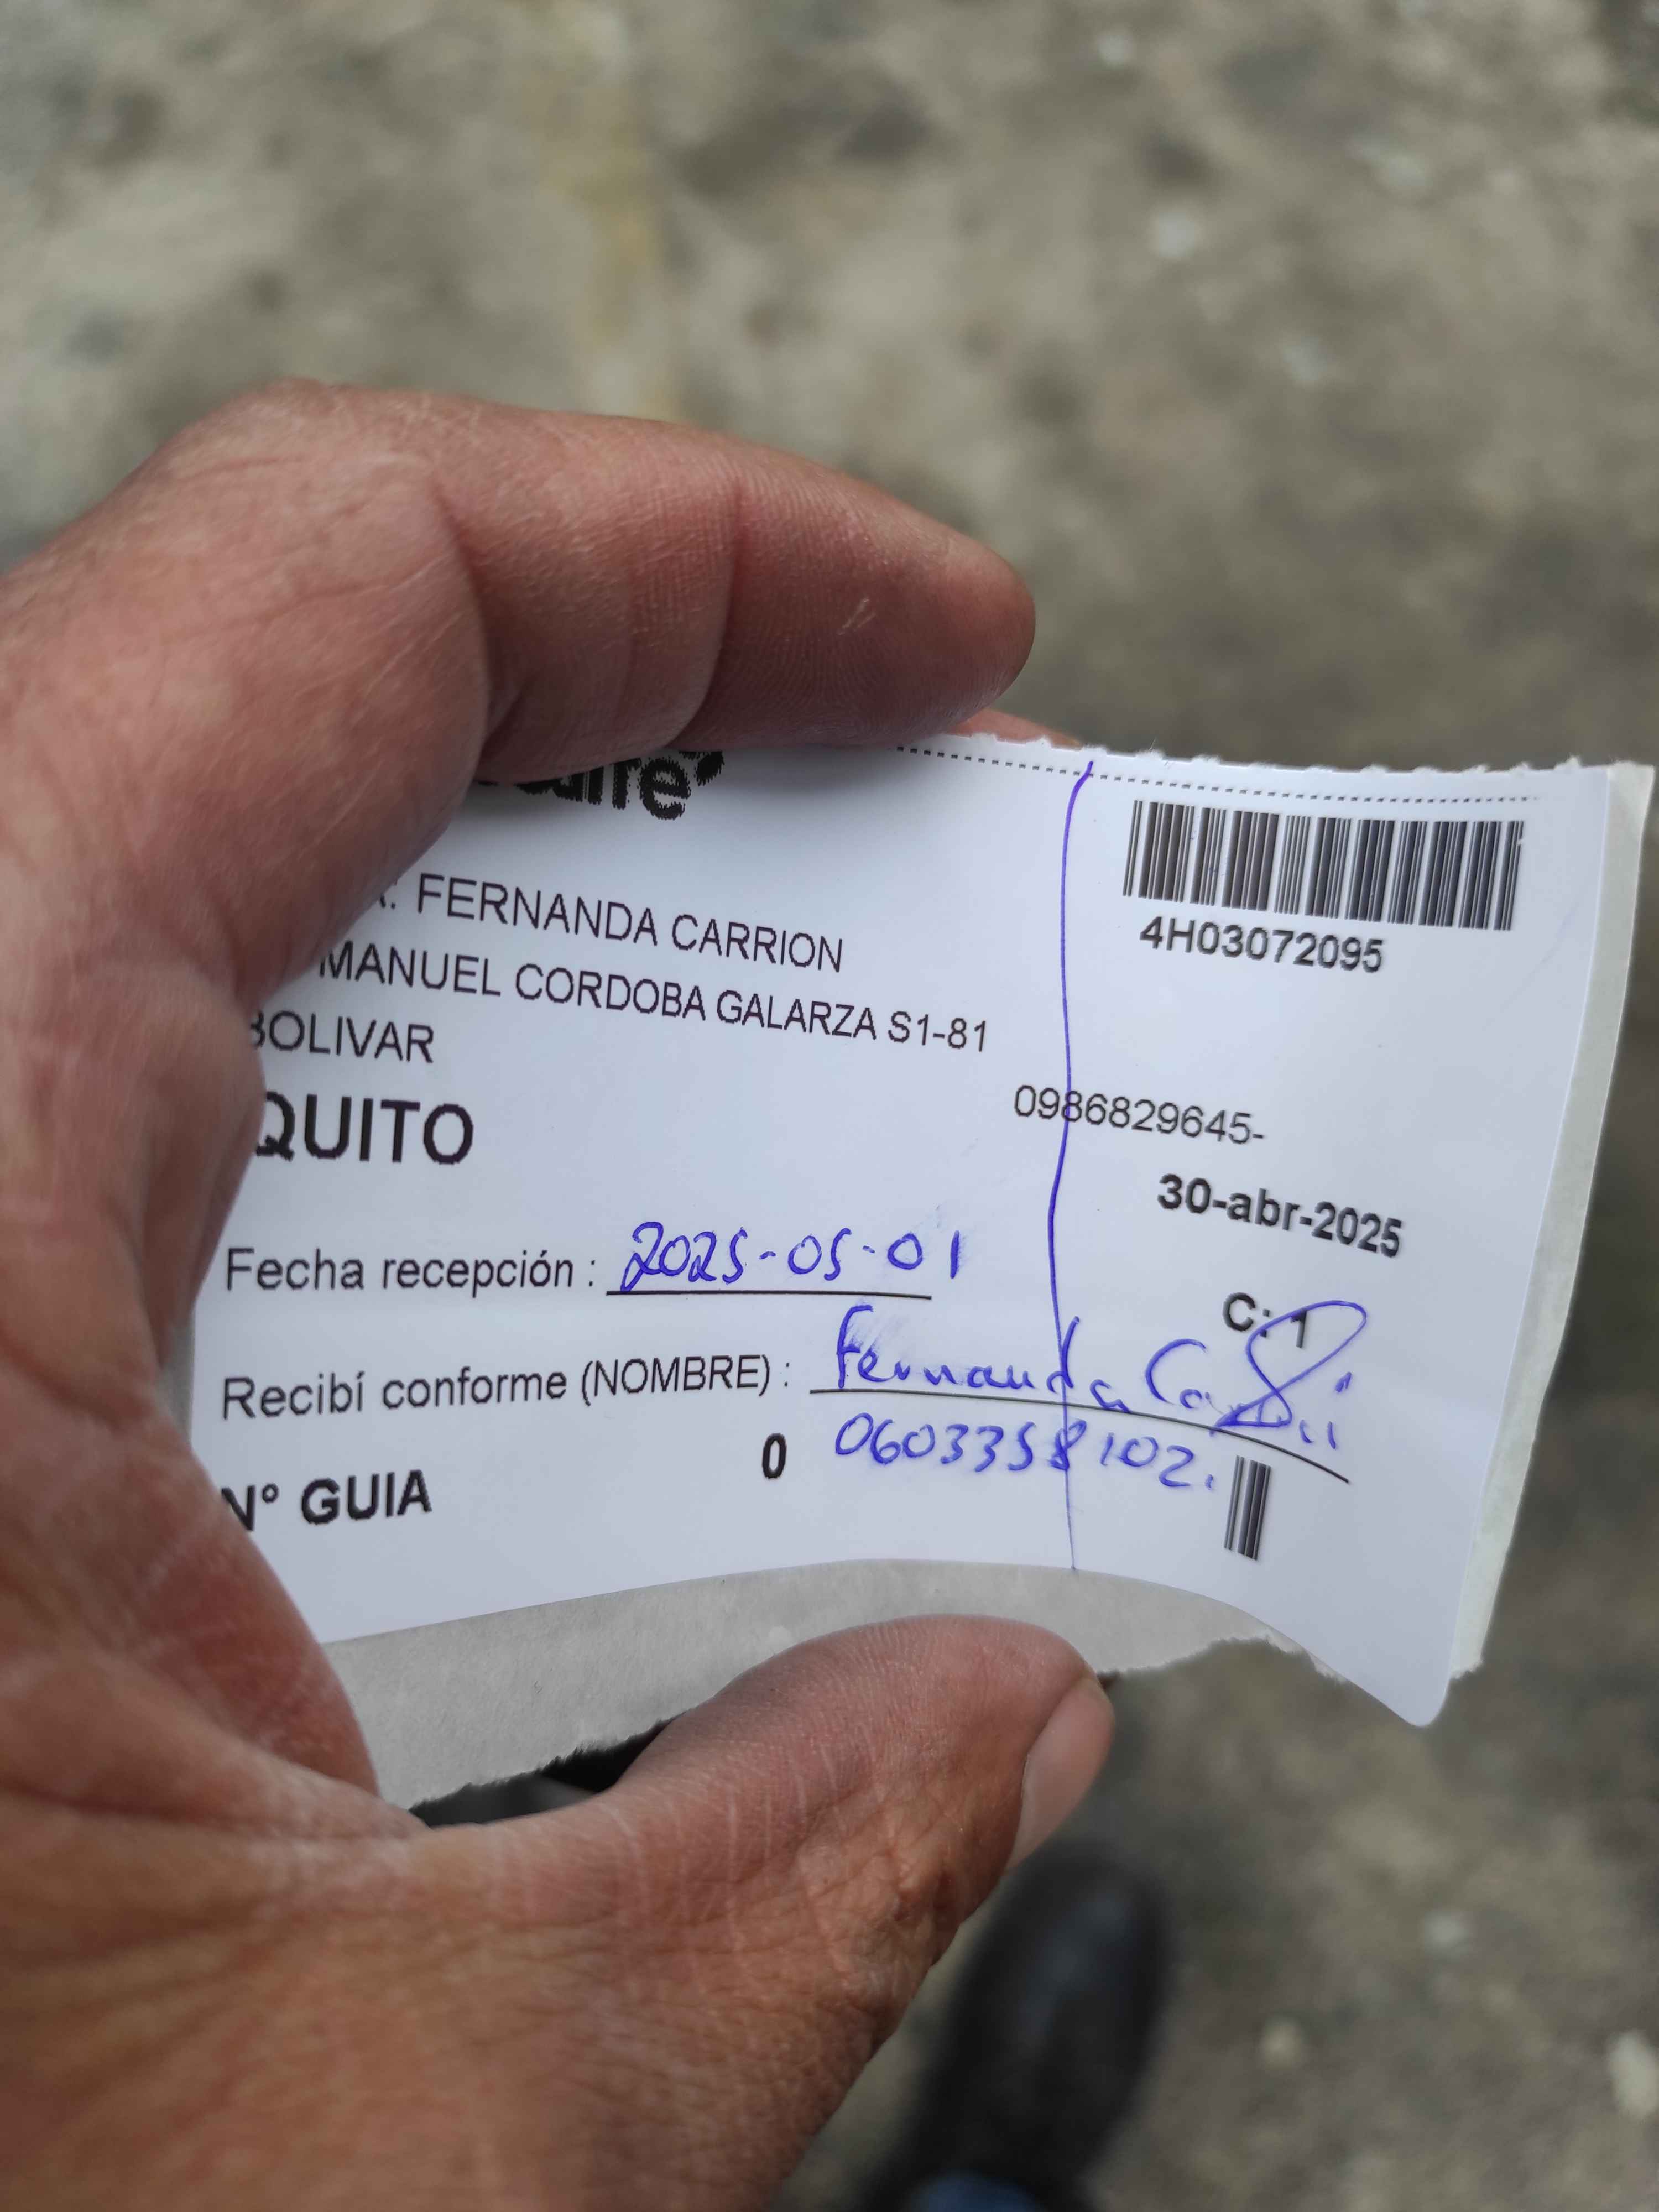 FERNANDA CARRION
4H03072095
MANUEL CORDOBA GALARZA S1-81
BOLIVAR
0986829645-
QUITO
30-abr-2025
Fecha recepción : 2025-05-01
C: 1
Recibí conforme (NOMBRE) : Fernanda
0603358102.
N° GUIA 0